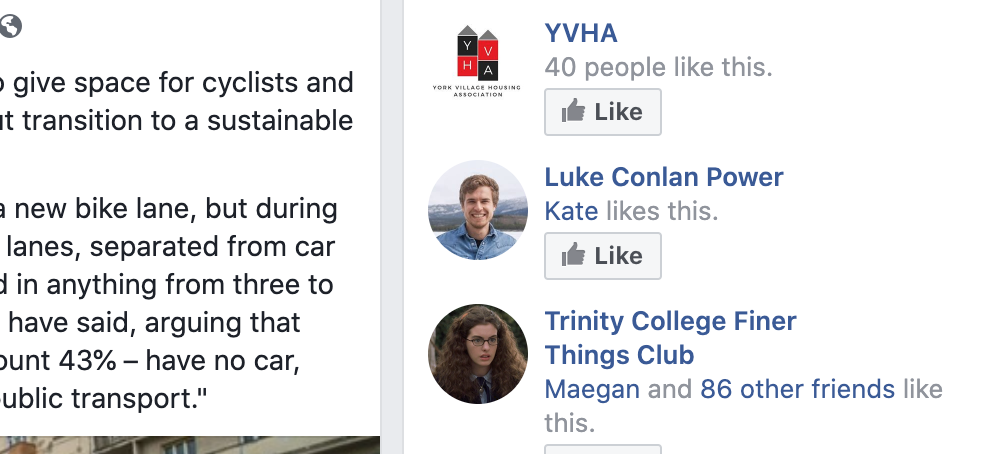 o give space for cyclists and
ut transition to a sustainable
a new bike lane, but during
lanes, separated from car
d in anything from three to
have said, arguing that
ount 43% – have no car,
public transport."
YVHA
Y V
H A
YORK VILLAGE HOUSING
ASSOCIATION
40 people like this.
Like
Luke Conlan Power
Kate likes this.
Like
Trinity College Finer
Things Club
Maegan and 86 other friends like
this.